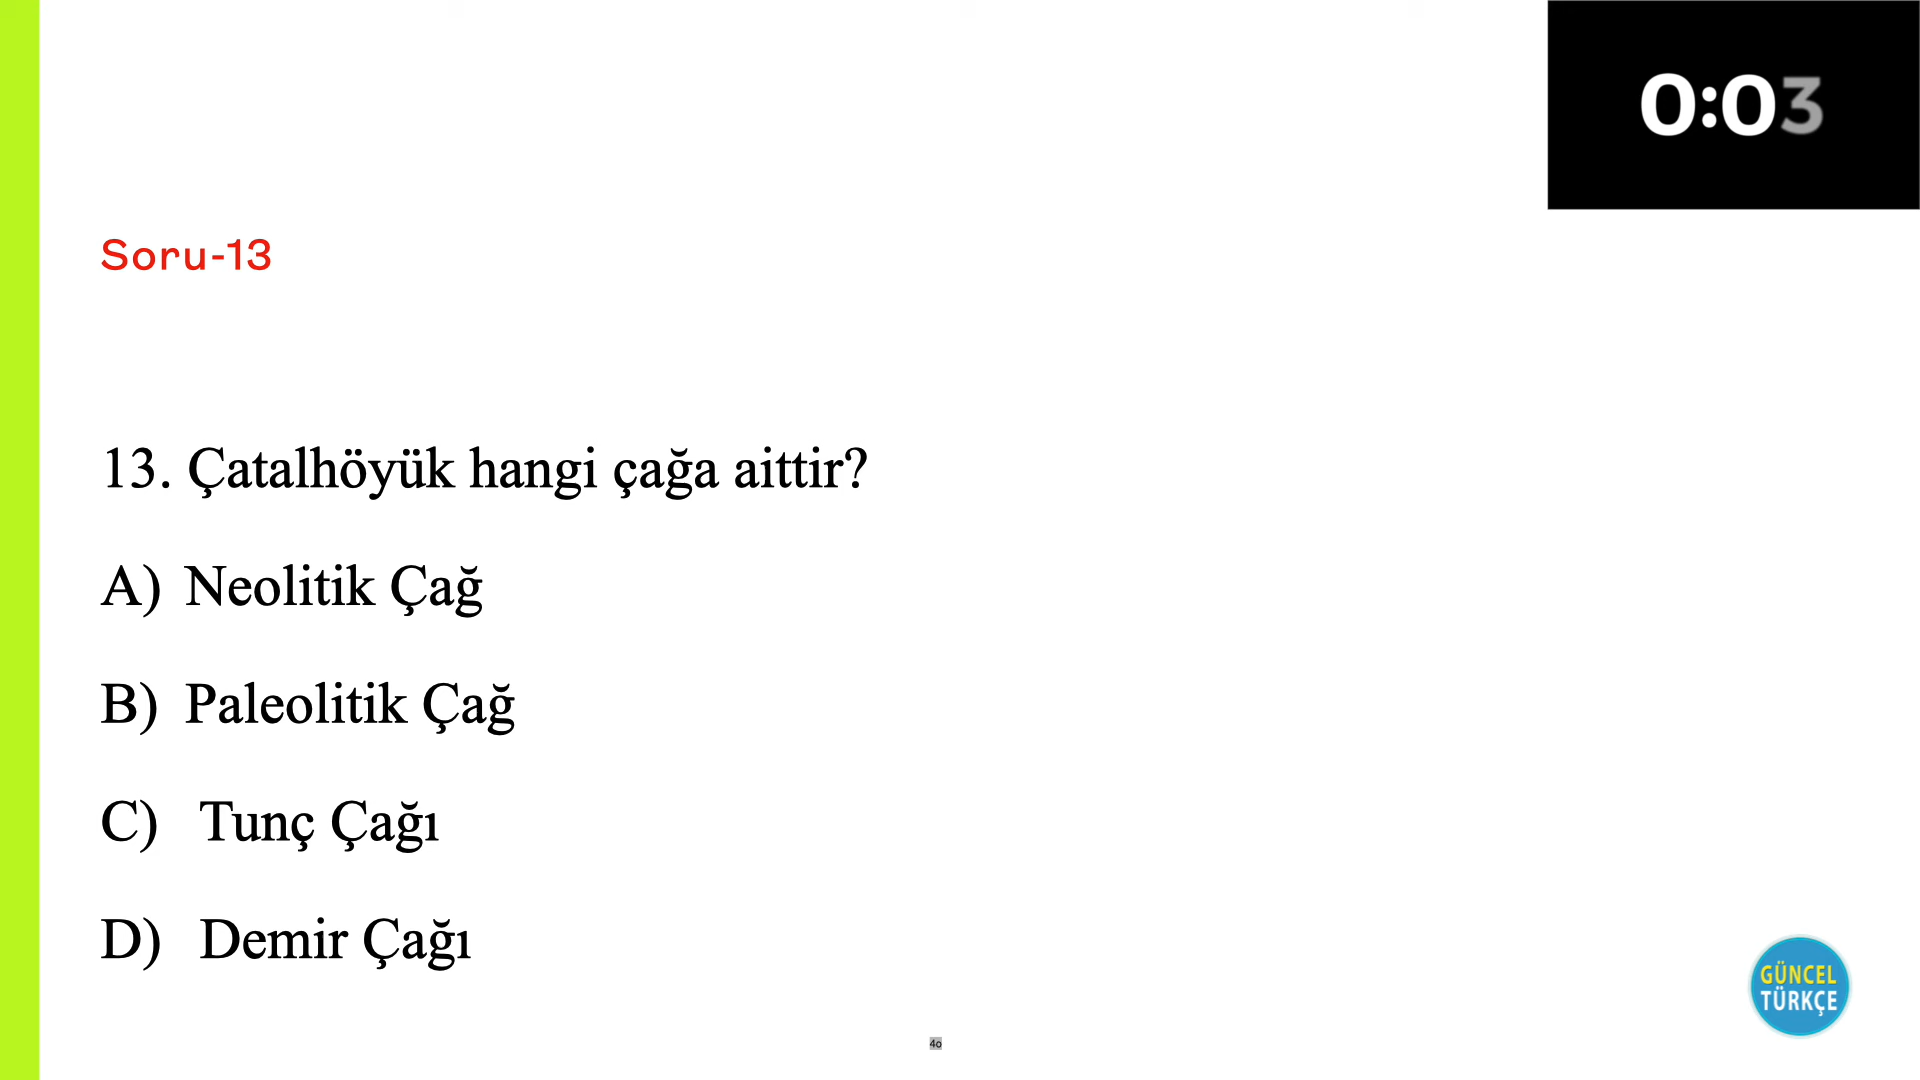 0:03
Soru-13
13. Çatalhöyük hangi çağa aittir?
A) Neolitik Çağ
B) Paleolitik Çağ
C) Tunç Çağı
D) Demir Çağı
GÜNCEL
TÜRKÇE
40